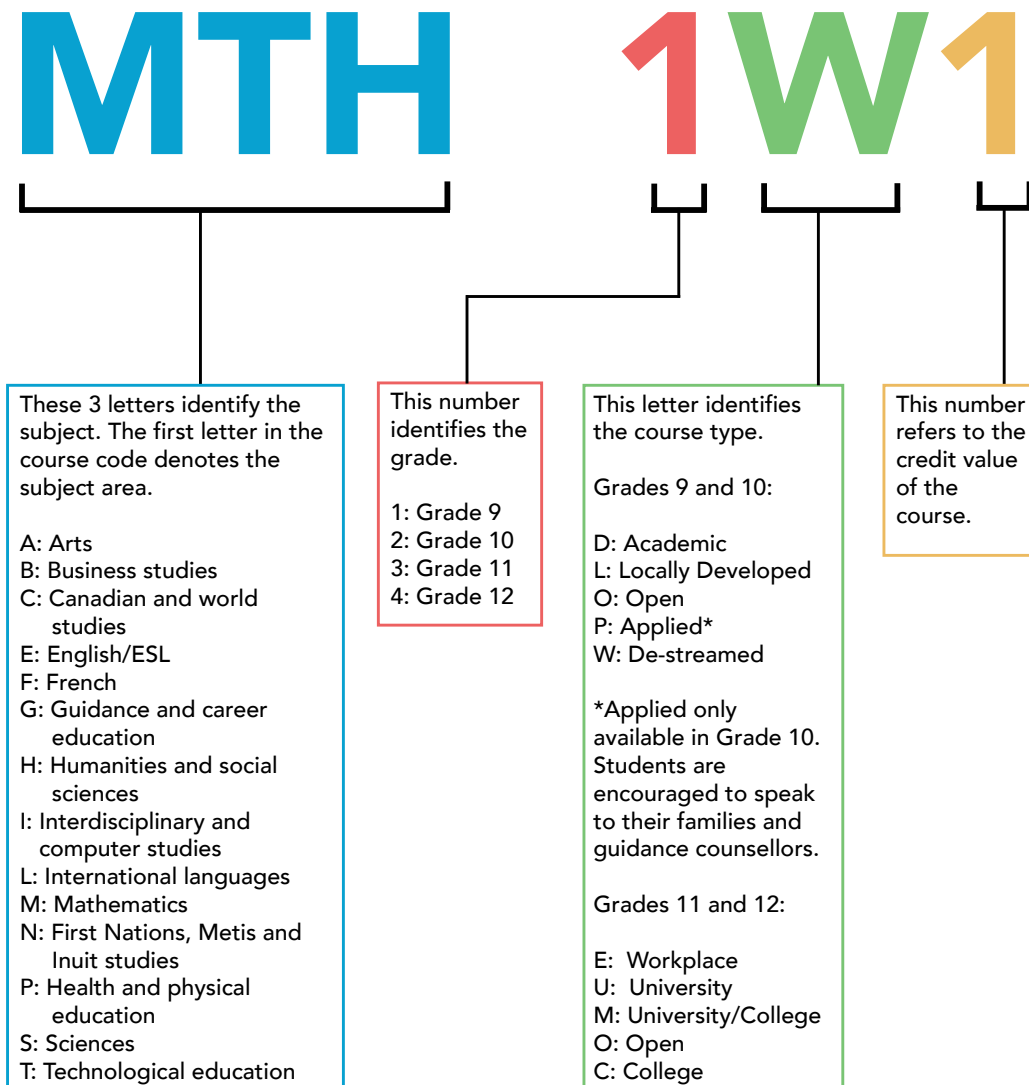 MTH 1W1
These 3 letters identify the
subject. The first letter in the
course code denotes the
subject area.
A: Arts
B: Business studies
C: Canadian and world
studies
E: English/ESL
F: French
G: Guidance and career
education
H: Humanities and social
sciences
I: Interdisciplinary and
computer studies
L: International languages
M: Mathematics
N: First Nations, Metis and
Inuit studies
P: Health and physical
education
S: Sciences
T: Technological education
This number
identifies the
grade.
1: Grade 9
2: Grade 10
3: Grade 11
4: Grade 12
This letter identifies
the course type.
Grades 9 and 10:
D: Academic
L: Locally Developed
O: Open
P: Applied*
W: De-streamed
*Applied only
available in Grade 10.
Students are
encouraged to speak
to their families and
guidance counsellors.
Grades 11 and 12:
E: Workplace
U: University
M: University/College
O: Open
C: College
This number
refers to the
credit value
of the
course.